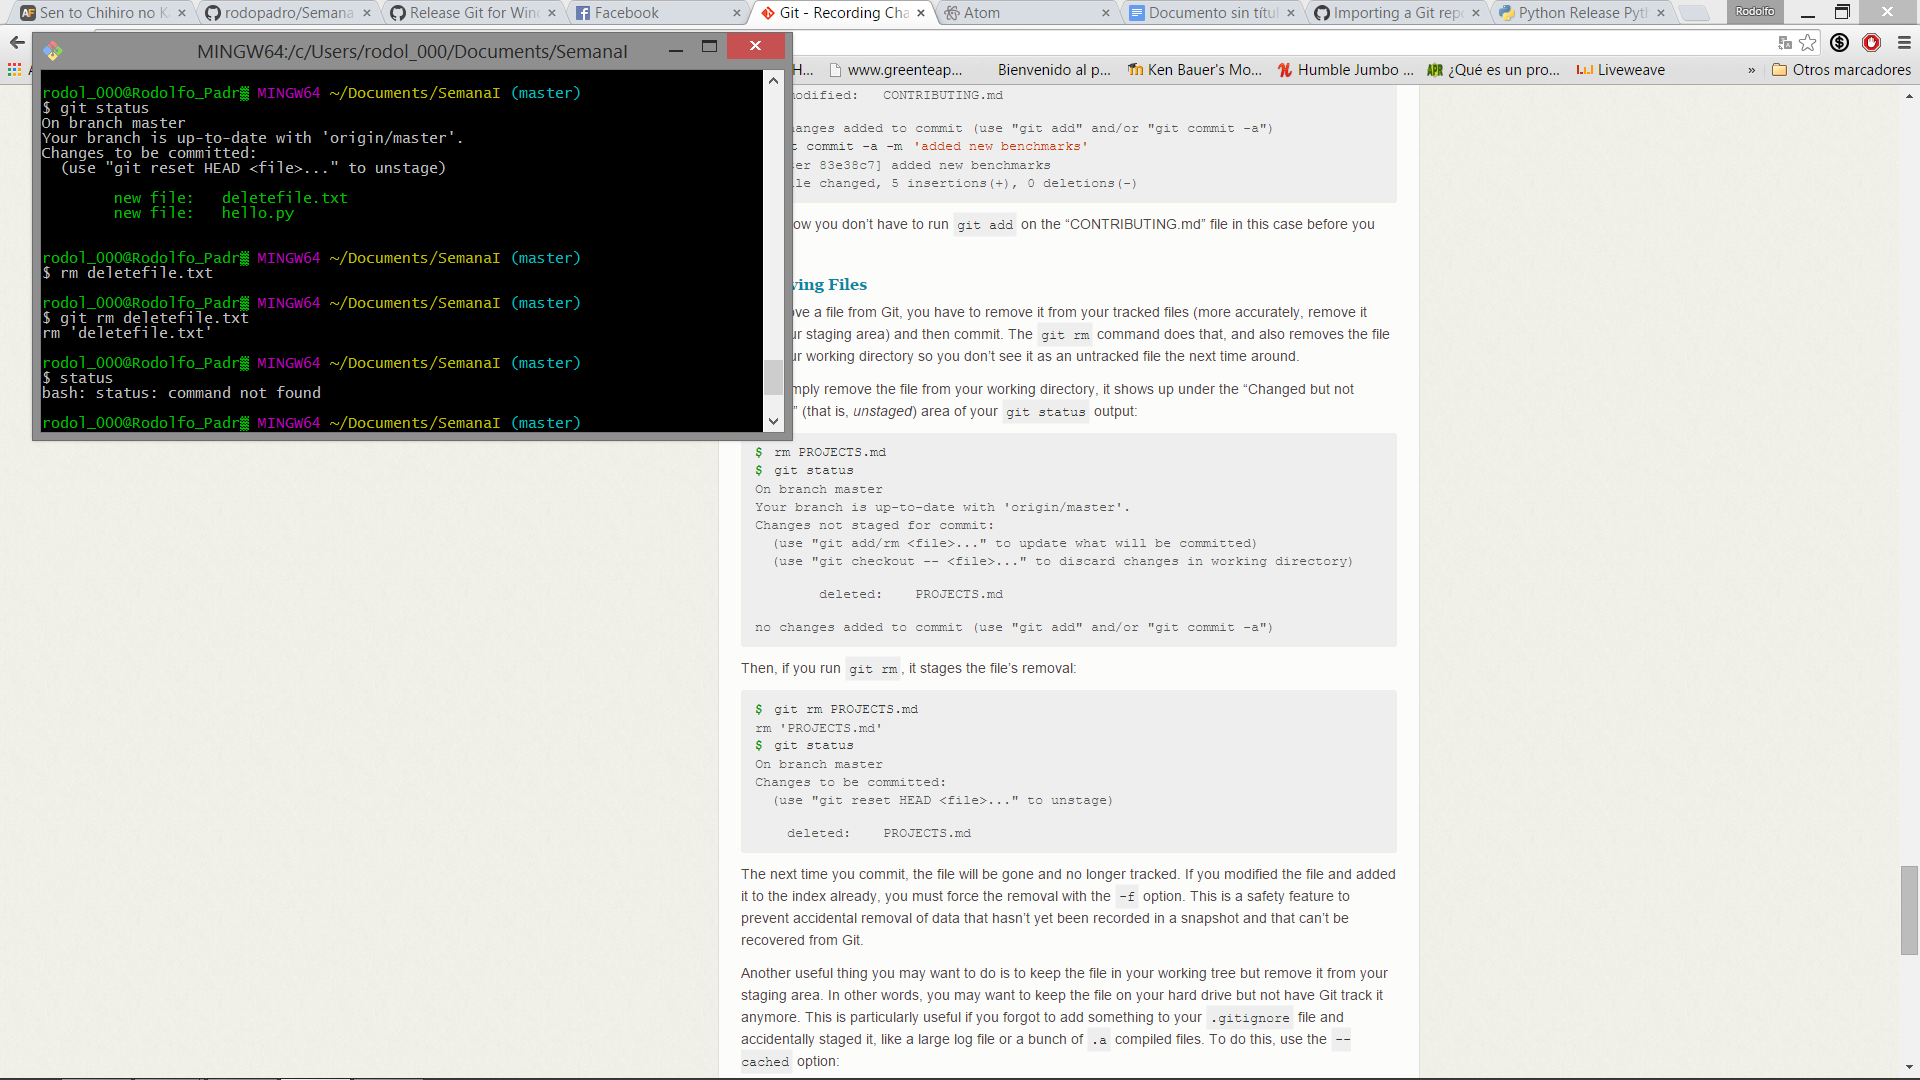 Sen to Chihiro no Ka
rodopadro/Semana
Release Git for Wind
Facebook
Git - Recording Cha
Atom
Documento sin títul
Importing a Git repo
Python Release Pyth
Rodolfo
MINGW64:/c/Users/rodol_000/Documents/SemanaI
www.greenteap...
Bienvenido al p...
Ken Bauer's Mo...
Humble Jumbo ...
¿Qué es un pro...
Liveweave
»
Otros marcadores
rodol_000@Rodolfo_Padr MINGW64 ~/Documents/SemanaI (master)
$ git status
On branch master
Your branch is up-to-date with 'origin/master'.
Changes to be committed:
(use "git reset HEAD <file>..." to unstage)
new file: deletefile.txt
new file: hello.py
rodol_000@Rodolfo_Padr MINGW64 ~/Documents/SemanaI (master)
$ rm deletefile.txt
rodol_000@Rodolfo_Padr MINGW64 ~/Documents/SemanaI (master)
$ git rm deletefile.txt
rm 'deletefile.txt'
rodol_000@Rodolfo_Padr MINGW64 ~/Documents/SemanaI (master)
$ status
bash: status: command not found
rodol_000@Rodolfo_Padr MINGW64 ~/Documents/SemanaI (master)
odified: CONTRIBUTING.md
anges added to commit (use "git add" and/or "git commit -a")
t commit -a -m 'added new benchmarks'
ter 83e38c7] added new benchmarks
le changed, 5 insertions(+), 0 deletions(-)
ow you don't have to run git add on the “CONTRIBUTING.md” file in this case before you
ving Files
ve a file from Git, you have to remove it from your tracked files (more accurately, remove it
ur staging area) and then commit. The git rm command does that, and also removes the file
ur working directory so you don't see it as an untracked file the next time around.
mply remove the file from your working directory, it shows up under the “Changed but not
” (that is, unstaged) area of your git status output:
$ rm PROJECTS.md
$ git status
On branch master
Your branch is up-to-date with 'origin/master'.
Changes not staged for commit:
(use "git add/rm <file>..." to update what will be committed)
(use "git checkout -- <file>..." to discard changes in working directory)
deleted: PROJECTS.md
no changes added to commit (use "git add" and/or "git commit -a")
Then, if you run git rm, it stages the file's removal:
$ git rm PROJECTS.md
rm 'PROJECTS.md'
$ git status
On branch master
Changes to be committed:
(use "git reset HEAD <file>..." to unstage)
deleted: PROJECTS.md
The next time you commit, the file will be gone and no longer tracked. If you modified the file and added
it to the index already, you must force the removal with the -f option. This is a safety feature to
prevent accidental removal of data that hasn't yet been recorded in a snapshot and that can't be
recovered from Git.
Another useful thing you may want to do is to keep the file in your working tree but remove it from your
staging area. In other words, you may want to keep the file on your hard drive but not have Git track it
anymore. This is particularly useful if you forgot to add something to your .gitignore file and
accidentally staged it, like a large log file or a bunch of .a compiled files. To do this, use the --
cached option: